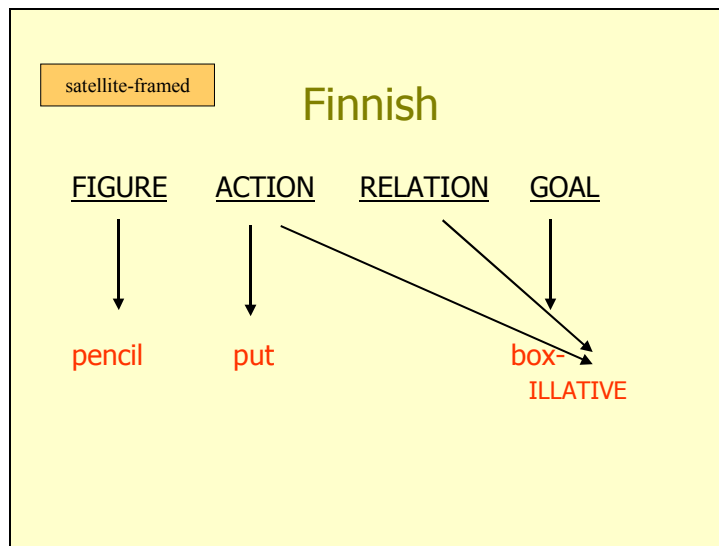 satellite-framed
Finnish
FIGURE ACTION RELATION GOAL
pencil put box-
ILLATIVE